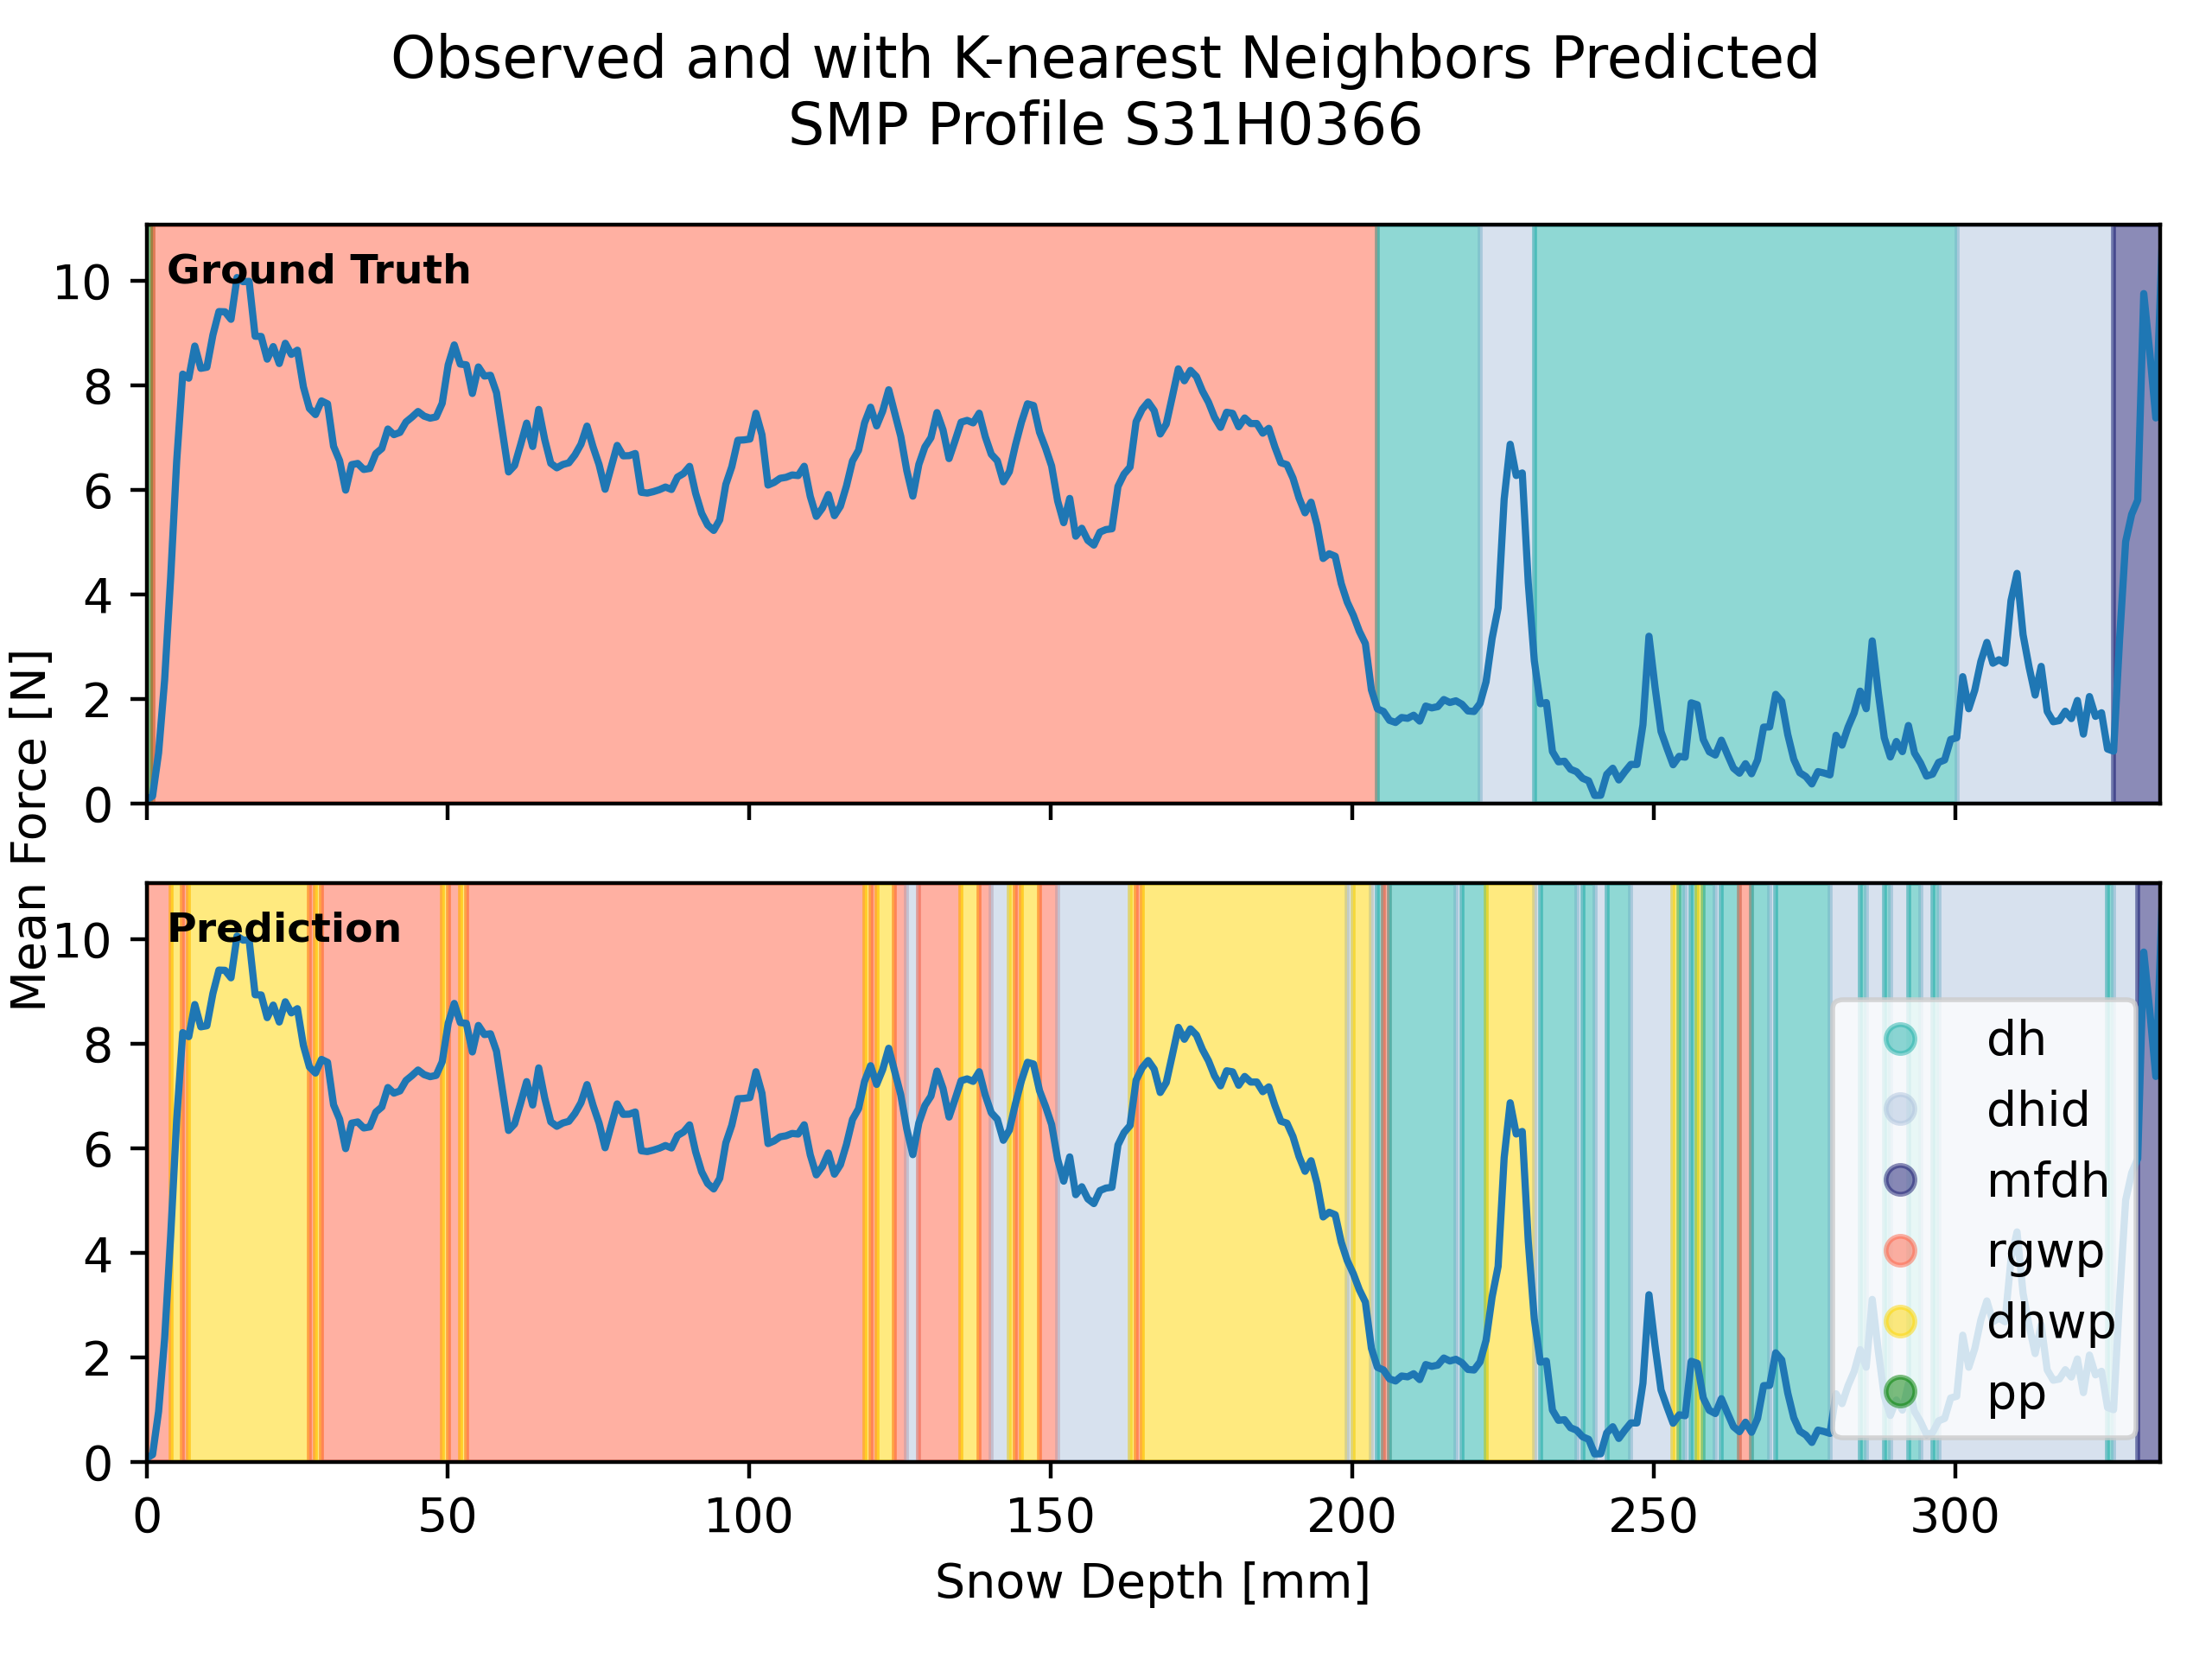 Observed and with K-nearest Neighbors Predicted
SMP Profile S31H0366
Mean Force [N]
Ground Truth
10
8
6
4
2
0
Prediction
10
8
6
4
2
0
dh
dhid
mfdh
rgwp
dhwp
pp
0 50 100 150 200 250 300
Snow Depth [mm]